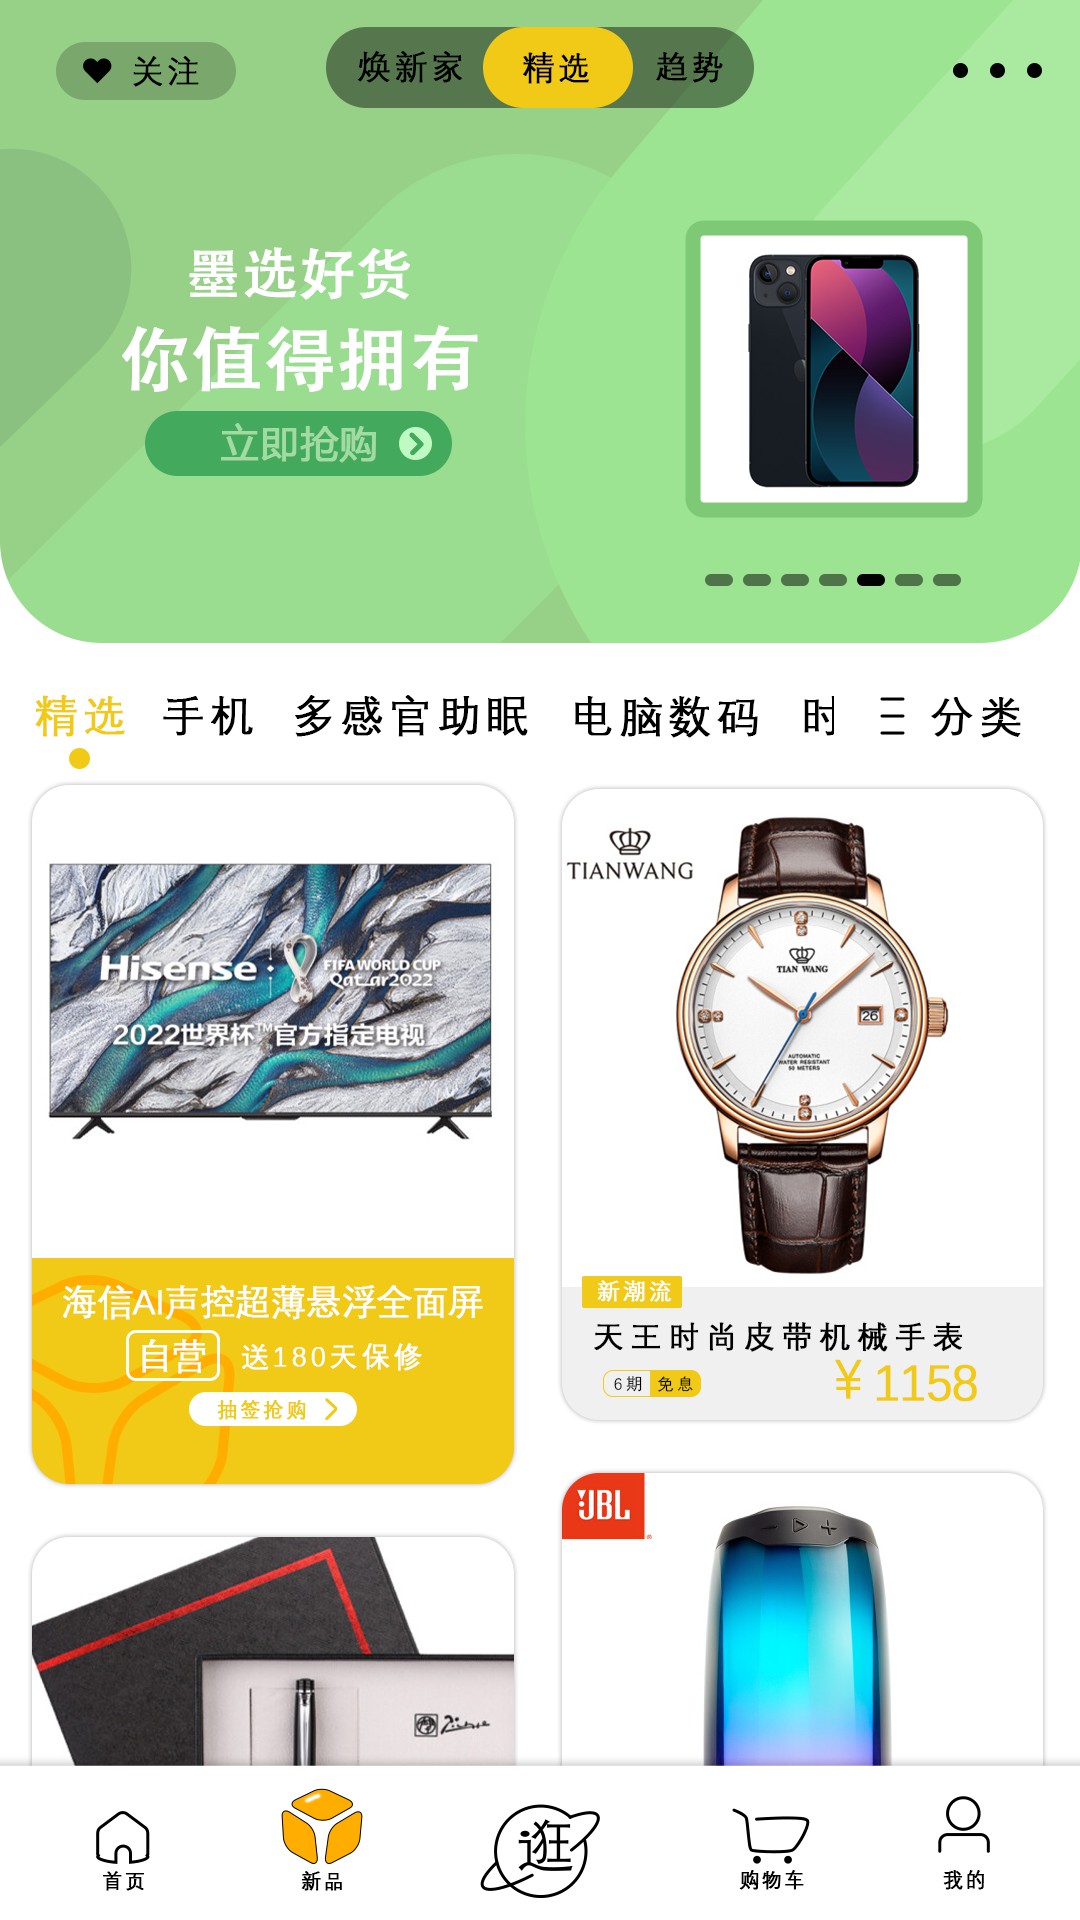 关注
焕新家
精选
趋势
墨选好货
你值得拥有
立即抢购
精选
手机
多感官助眠
电脑数码
时
分类
Hisense
FIFA WORLD CUP
Qatar2022
2022世界杯™官方指定电视
海信AI声控超薄悬浮全面屏
自营 送180天保修
抽签抢购
TIANWANG
TIAN WANG
26
AUTOMATIC
WATER RESISTANT
50 METERS
新潮流
天王时尚皮带机械手表
6期 免息
¥ 1158
JBL
Picasso
首页
新品
逛
购物车
我的